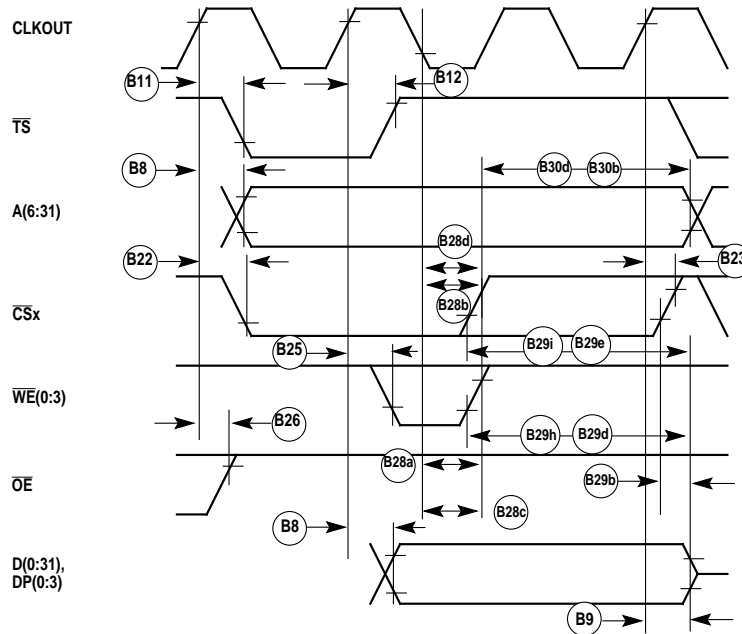 CLKOUT
B11
B12
TS
B30d B30b
B8
A(6:31)
B28d
B22
B23
CSx
B28b
B25
B29i B29e
WE(0:3)
B26
B29h B29d
B28a
B29b
OE
B28c
B8
D(0:31),
DP(0:3)
B9